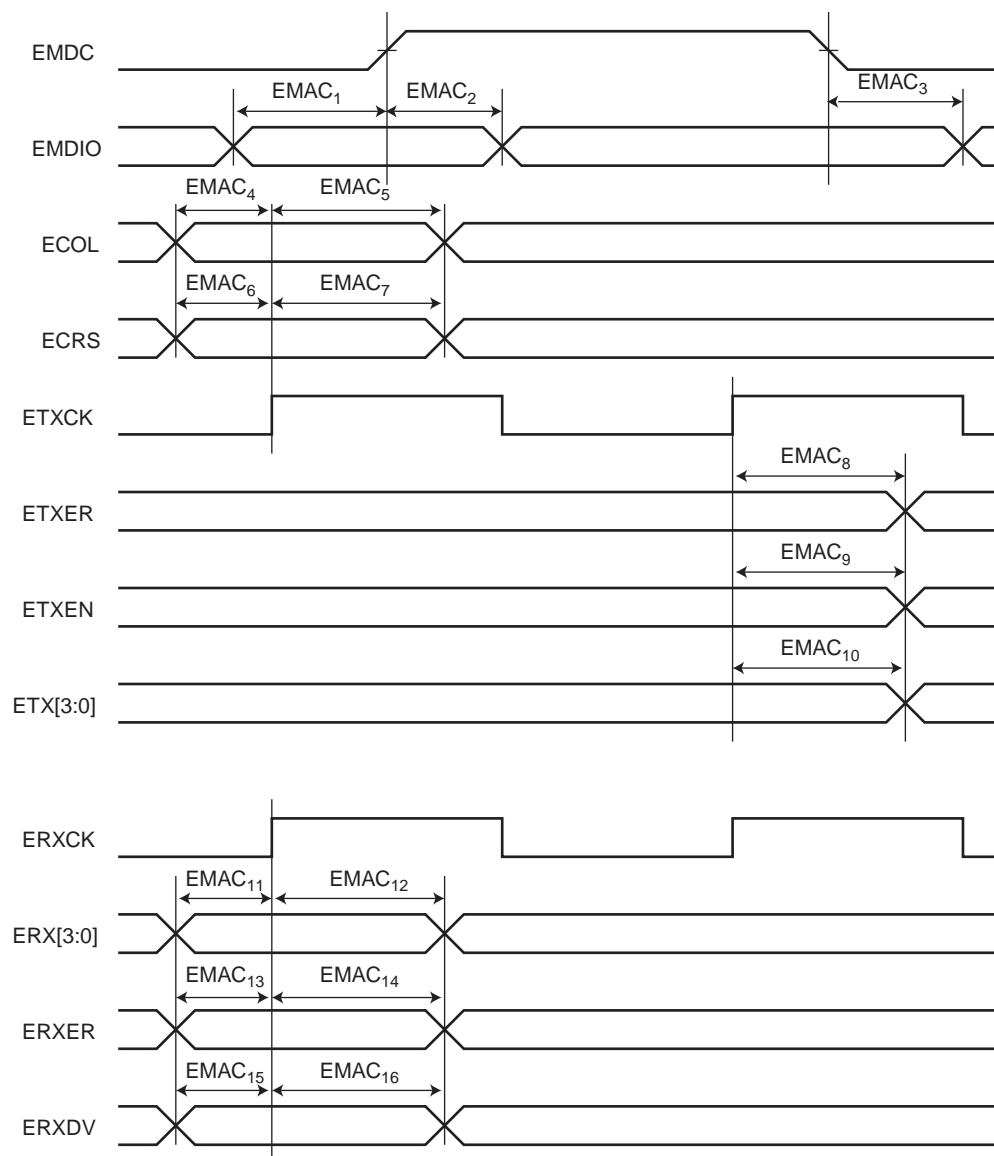 EMDC
EMAC₁ EMAC₂ EMAC₃
EMDIO
EMAC₄ EMAC₅
ECOL
EMAC₆ EMAC₇
ECRS
ETXCK
EMAC₈
ETXER
EMAC₉
ETXEN
EMAC₁₀
ETX[3:0]
ERXCK
EMAC₁₁ EMAC₁₂
ERX[3:0]
EMAC₁₃ EMAC₁₄
ERXER
EMAC₁₅ EMAC₁₆
ERXDV